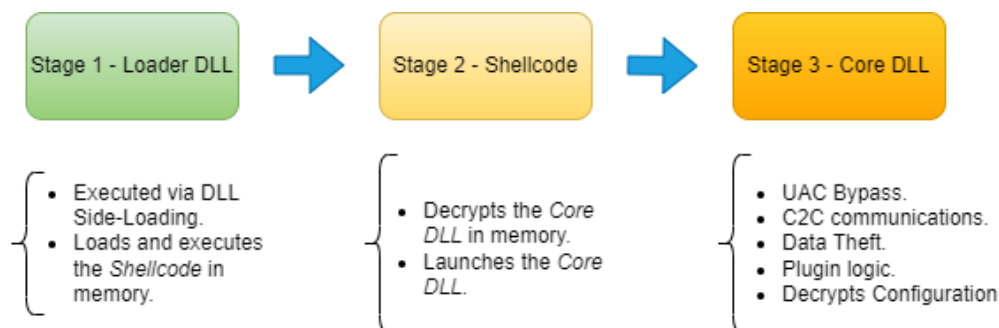 Stage 1 - Loader DLL
Stage 2 - Shellcode
Stage 3 - Core DLL
• Executed via DLL
Side-Loading.
• Loads and executes
the Shellcode in
memory.
• Decrypts the Core
DLL in memory.
• Launches the Core
DLL.
• UAC Bypass.
• C2C communications.
• Data Theft.
• Plugin logic.
• Decrypts Configuration